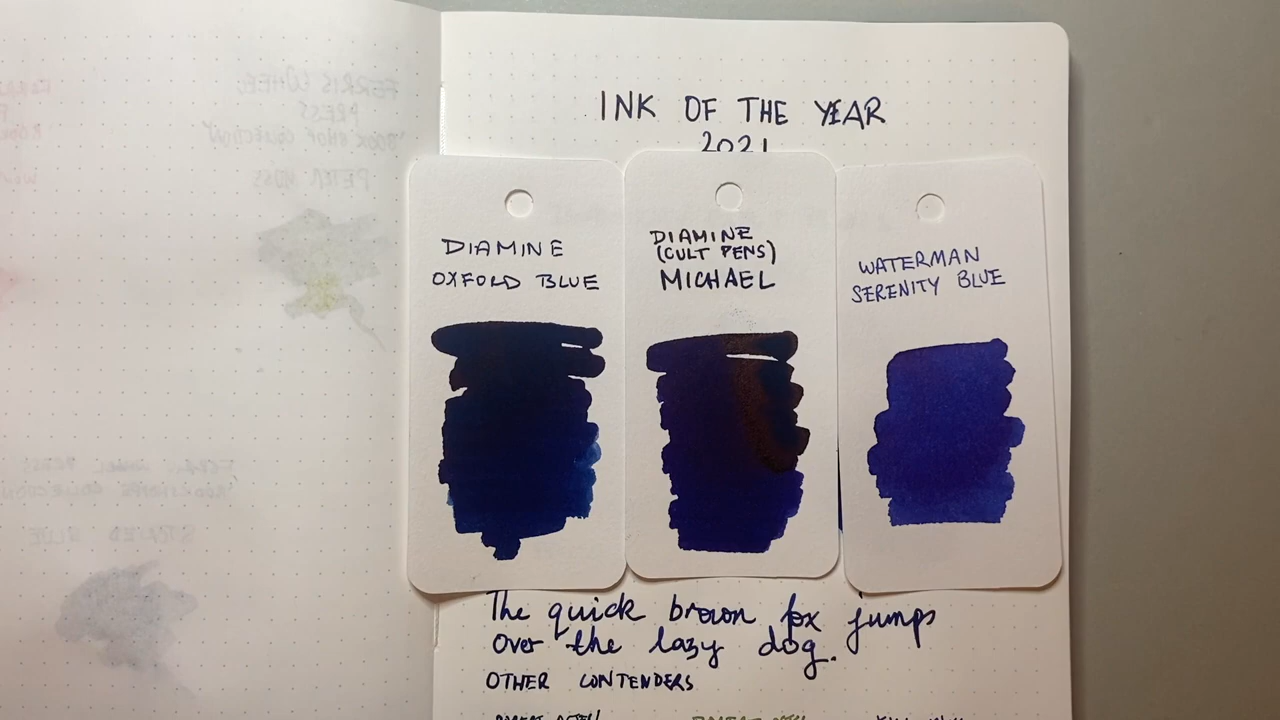 INK OF THE YEAR
2021
DIAMINE
OXFORD BLUE
DIAMINE
(CULT PENS)
MICHAEL
WATERMAN
SERENITY BLUE
The quick brown fox jumps
over the lazy dog.
OTHER CONTENDERS